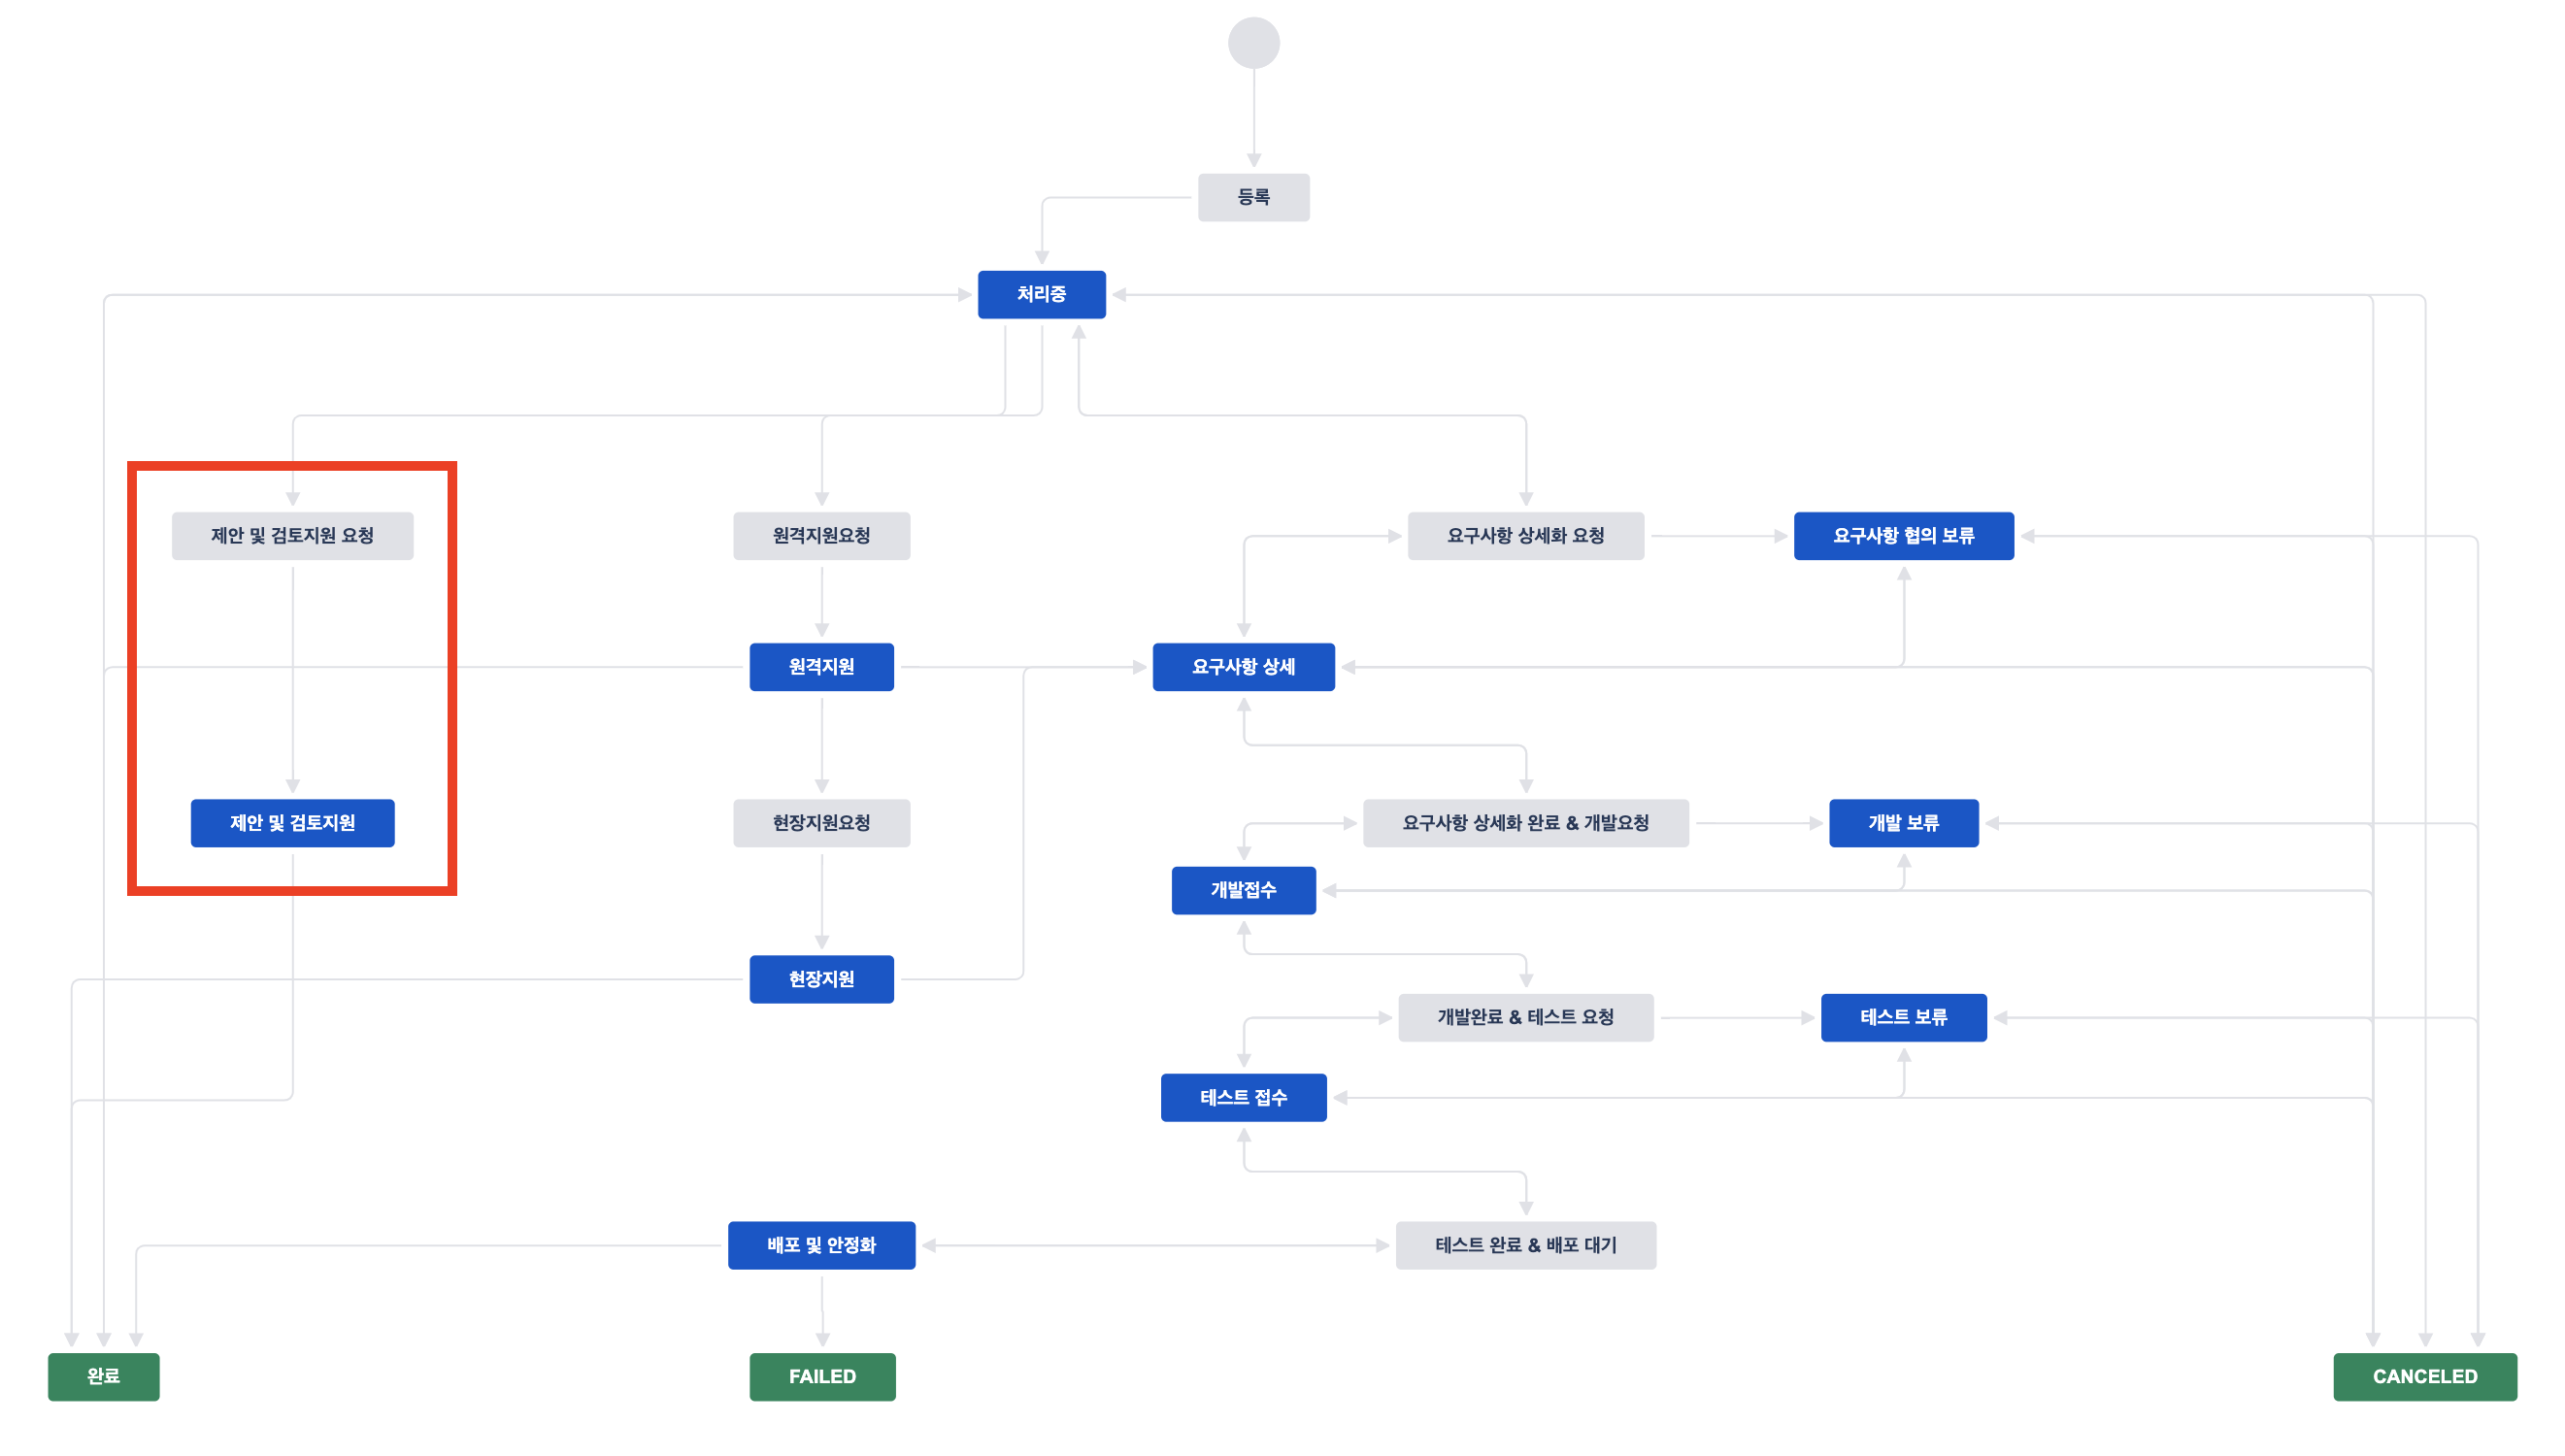 등록
처리중
제안 및 검토지원 요청
원격지원요청
요구사항 상세화 요청
요구사항 협의 보류
원격지원
요구사항 상세
제안 및 검토지원
현장지원요청
요구사항 상세화 완료 & 개발요청
개발 보류
개발접수
현장지원
개발완료 & 테스트 요청
테스트 보류
테스트 접수
배포 및 안정화
테스트 완료 & 배포 대기
완료
FAILED
CANCELED